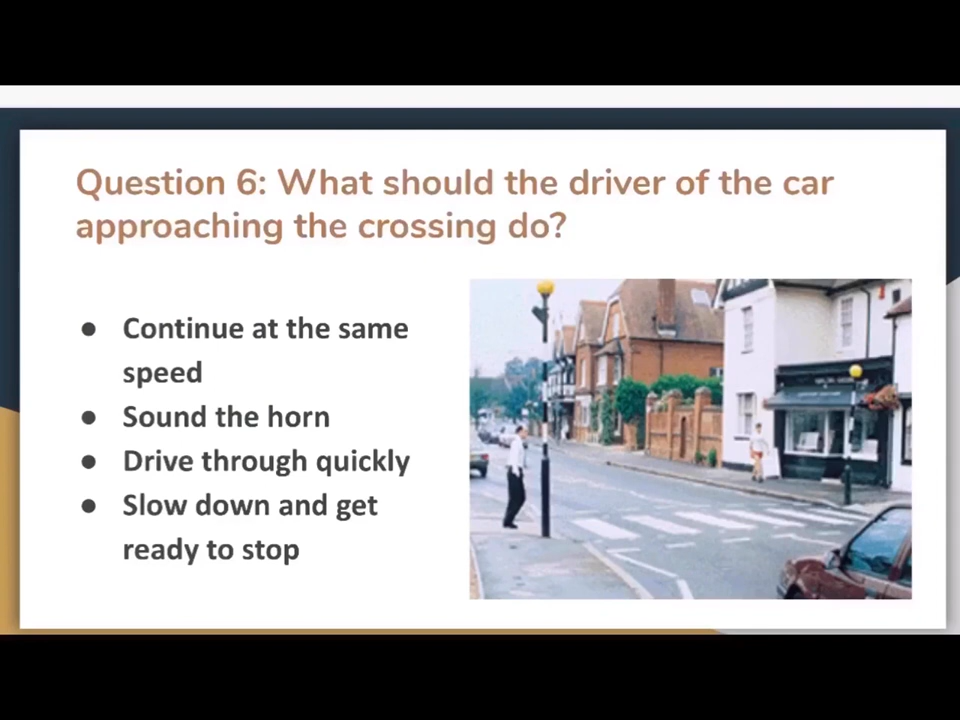 Question 6: What should the driver of the car
approaching the crossing do?
● Continue at the same
speed
● Sound the horn
● Drive through quickly
● Slow down and get
ready to stop